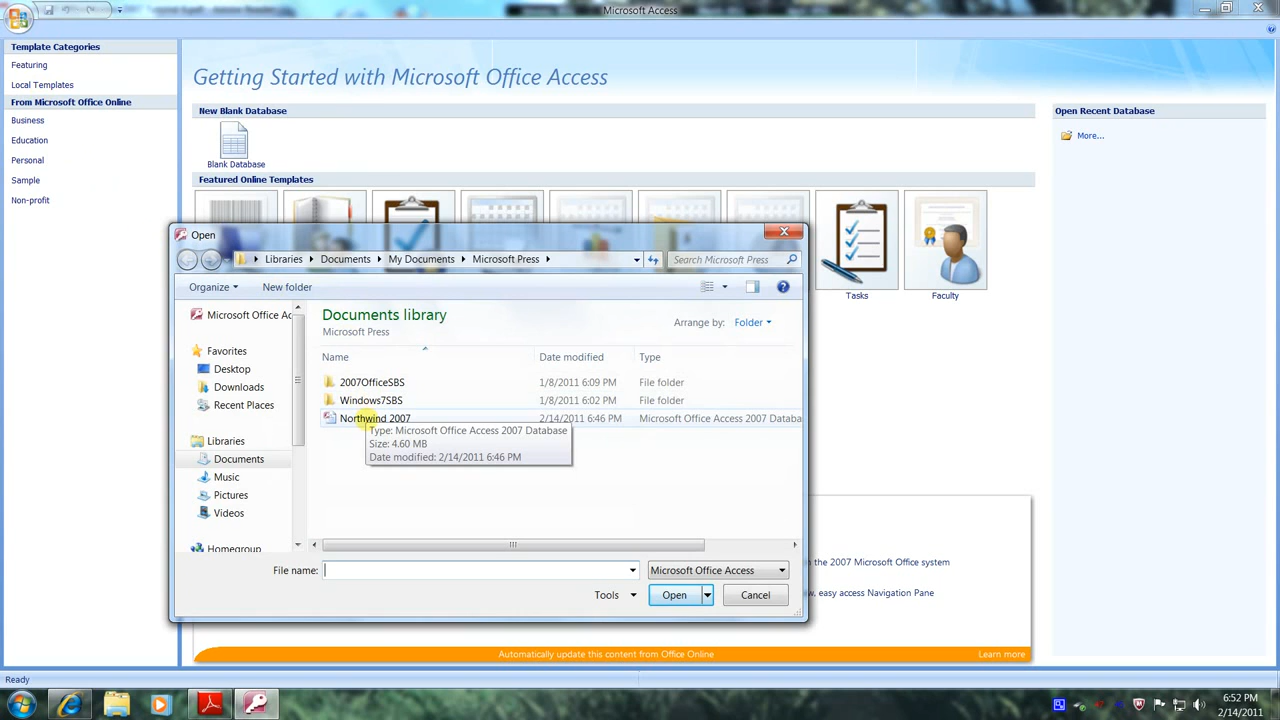 Microsoft Access
Template Categories
Featuring
Local Templates
From Microsoft Office Online
Business
Education
Personal
Sample
Non-profit
Getting Started with Microsoft Office Access
New Blank Database
Blank Database
Featured Online Templates
Tasks
Faculty
Open Recent Database
More...
Open
Libraries
Documents
My Documents
Microsoft Press
Search Microsoft Press
Organize
New folder
Microsoft Office Ac
Favorites
Desktop
Downloads
Recent Places
Libraries
Documents
Music
Pictures
Videos
Homegroup
Documents library
Microsoft Press
Arrange by: Folder
Name Date modified Type
2007OfficeSBS 1/8/2011 6:09 PM File folder
Windows7SBS 1/8/2011 6:02 PM File folder
Northwind 2007 2/14/2011 6:46 PM Microsoft Office Access 2007 Databa
Type: Microsoft Office Access 2007 Database
Size: 4.60 MB
Date modified: 2/14/2011 6:46 PM
File name:
Microsoft Office Access
Tools
Open
Cancel
the 2007 Microsoft Office system
easy access Navigation Pane
Automatically update this content from Office Online
Learn more
Ready
6:52 PM
2/14/2011